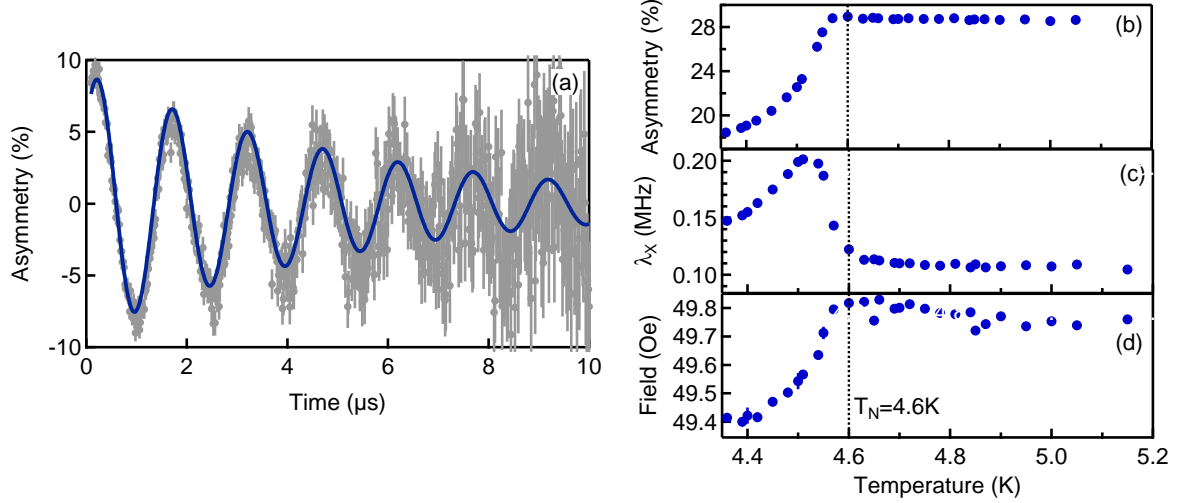 10
5
0
-5
-10
Asymmetry (%)
(a)
0
2
4
6
8
10
Time (µs)
28
24
20
Asymmetry (%)
(b)
0.20
0.15
0.10
λX (MHz)
(c)
49.8
49.7
49.6
49.5
49.4
Field (Oe)
(d)
TN=4.6K
4.4
4.6
4.8
5.0
5.2
Temperature (K)